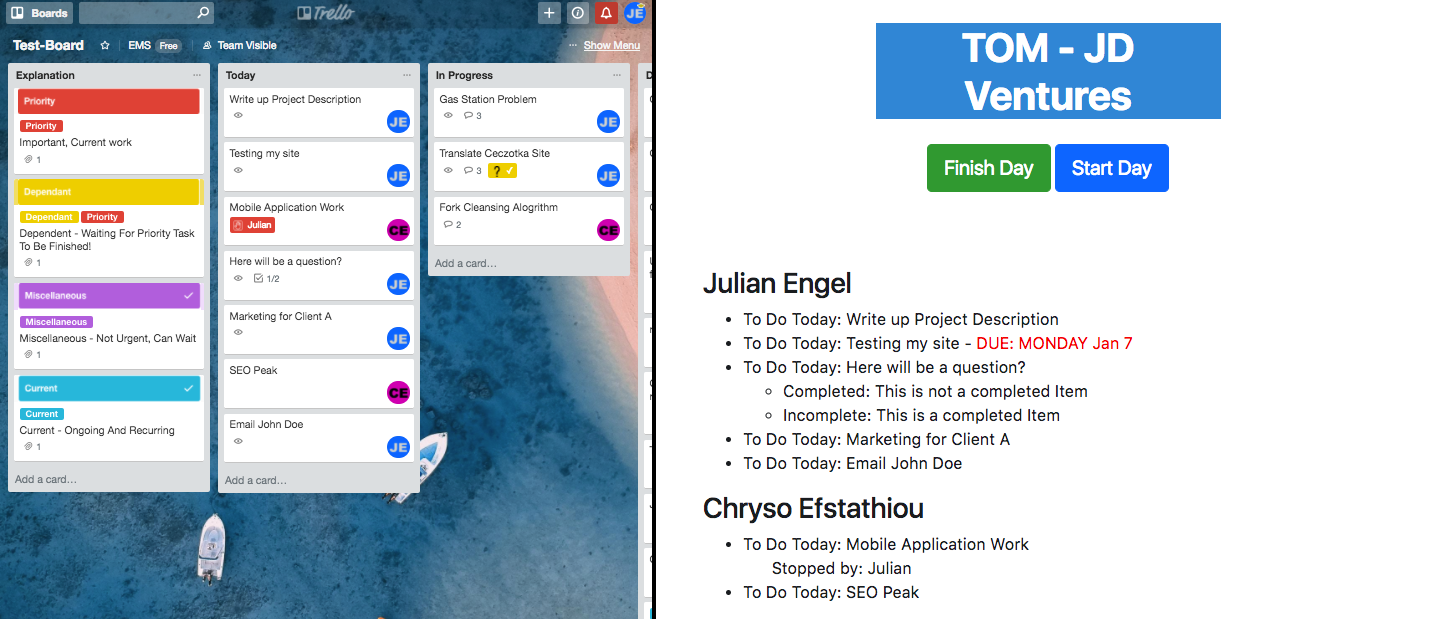 Boards
Trello
JE
Test-Board
EMS Free
Team Visible
Show Menu
Explanation
Priority
Priority
Important, Current work
1
Dependant
Dependant Priority
Dependent - Waiting For Priority Task
To Be Finished!
1
Miscellaneous
Miscellaneous
Miscellaneous - Not Urgent, Can Wait
1
Current
Current
Current - Ongoing And Recurring
1
Add a card...
Today
Write up Project Description
JE
Testing my site
JE
Mobile Application Work
Julian
CE
Here will be a question?
1/2
JE
Marketing for Client A
JE
SEO Peak
CE
Email John Doe
JE
Add a card...
In Progress
Gas Station Problem
3
JE
Translate Ceczotka Site
3 ?
JE
Fork Cleansing Alogrithm
2
CE
Add a card...
TOM - JD
Ventures
Finish Day Start Day
Julian Engel
To Do Today: Write up Project Description
To Do Today: Testing my site - DUE: MONDAY Jan 7
To Do Today: Here will be a question?
Completed: This is not a completed Item
Incomplete: This is a completed Item
To Do Today: Marketing for Client A
To Do Today: Email John Doe
Chryso Efstathiou
To Do Today: Mobile Application Work
Stopped by: Julian
To Do Today: SEO Peak